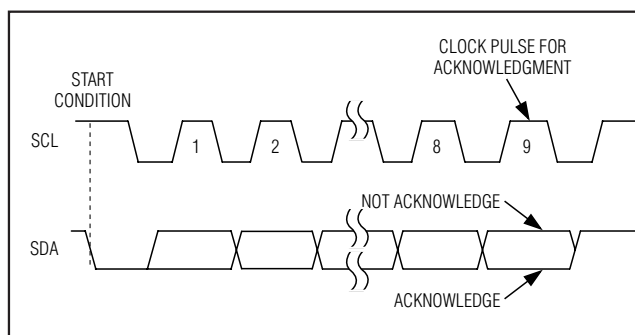 CLOCK PULSE FOR
ACKNOWLEDGMENT
START
CONDITION
SCL
1
2
8
9
NOT ACKNOWLEDGE
SDA
ACKNOWLEDGE